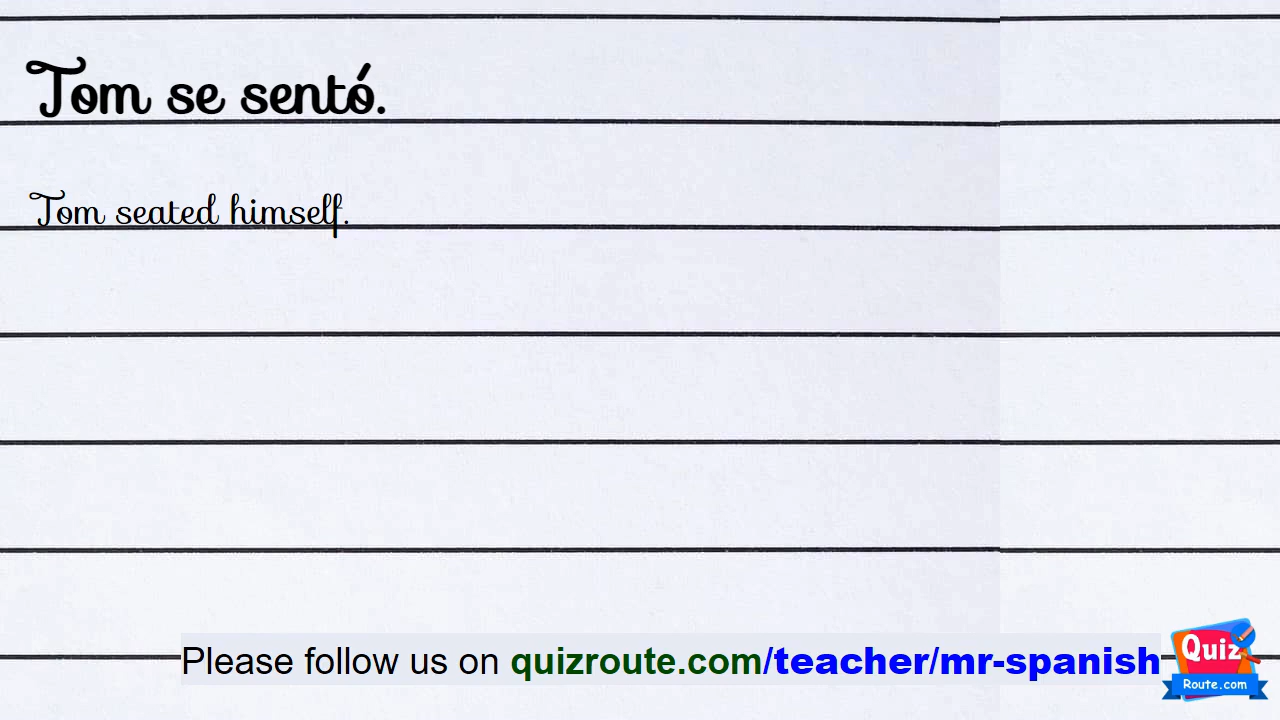 Tom se sentó.
Tom seated himself.
Please follow us on quizroute.com/teacher/mr-spanish
Quiz
Route.com